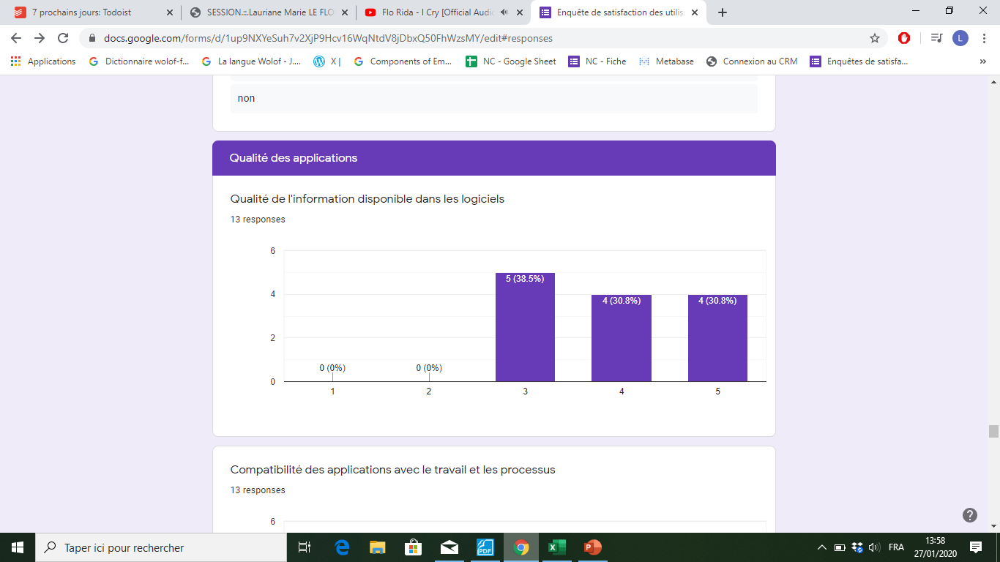 7 prochains jours: Todoist
SESSION.::.Lauriane Marie LE FLO
Flo Rida - I Cry [Official Audio
Enquête de satisfaction des utilis
docs.google.com/forms/d/1up9NXYeSuh7v2XjP9Hcv16WqNtdV8jDbxQ50FhWzsMY/edit#responses
L
Applications
Dictionnaire wolof-f...
La langue Wolof - J....
X |
Components of Em...
NC - Google Sheet
NC - Fiche
Metabase
Connexion au CRM
Enquêtes de satisfa...
»
non
Qualité des applications
Qualité de l'information disponible dans les logiciels
13 responses
6
4
2
0
0 (0%)
0 (0%)
5 (38.5%)
4 (30.8%)
4 (30.8%)
1
2
3
4
5
Compatibilité des applications avec le travail et les processus
13 responses
6
Taper ici pour rechercher
PDF
FRA
13:58
27/01/2020